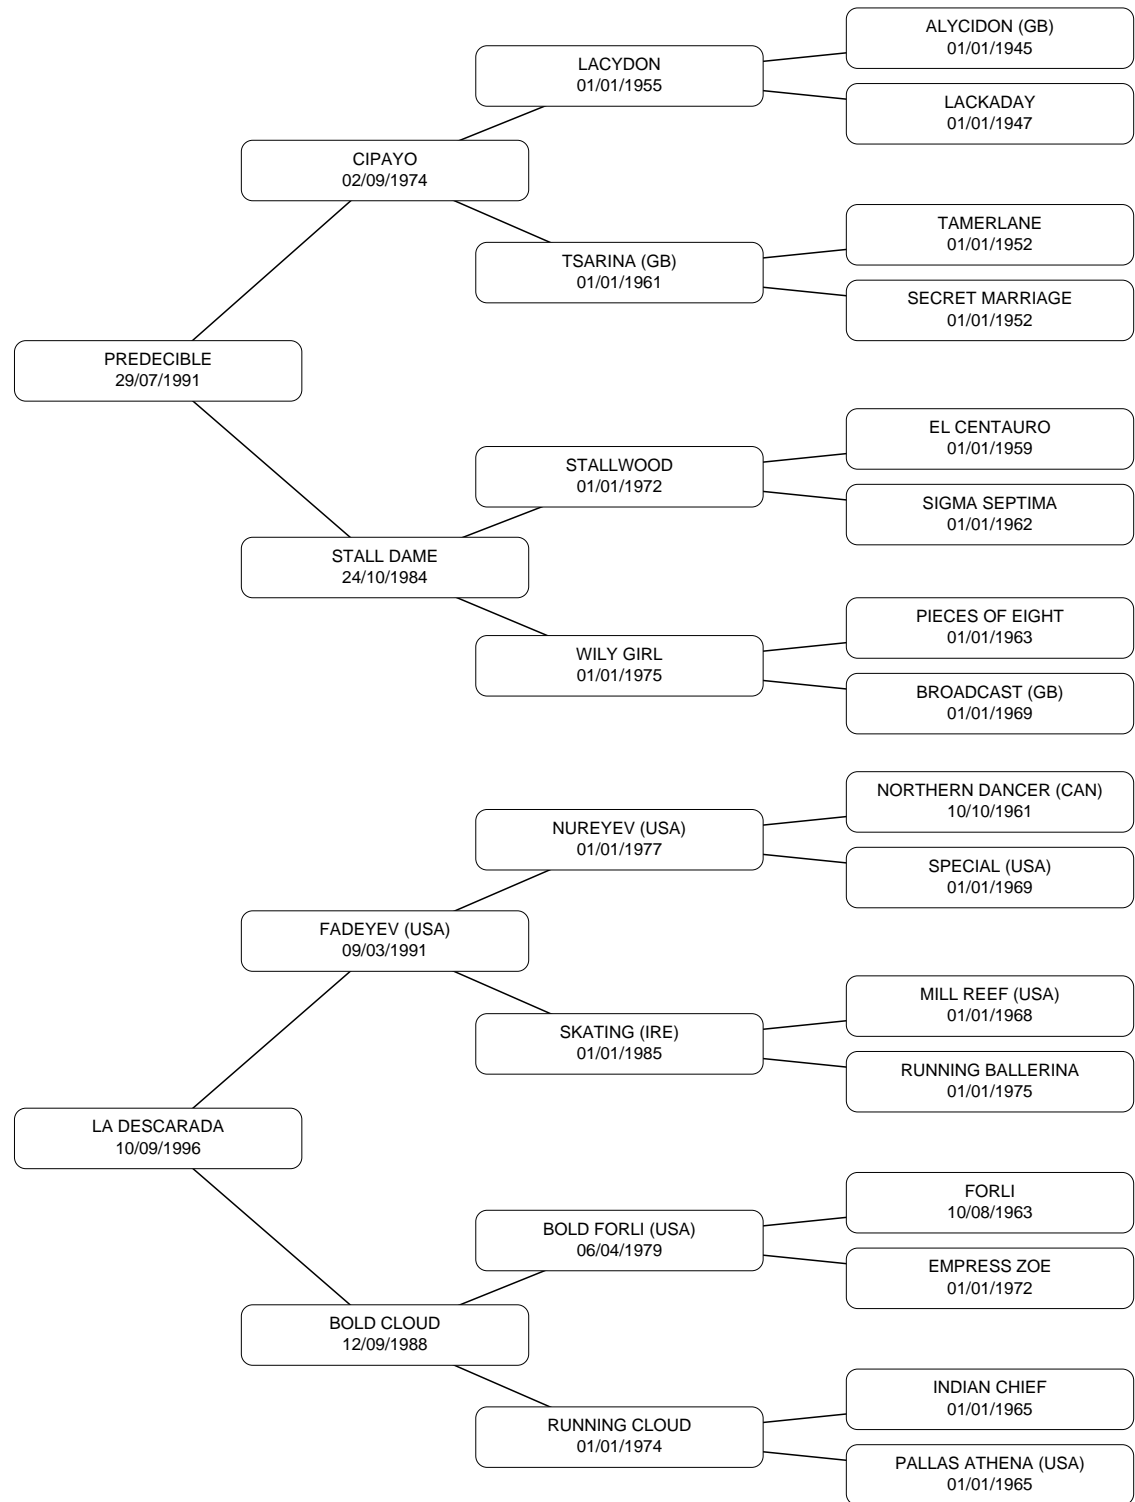 ALYCIDON (GB)
01/01/1945
LACYDON
01/01/1955
LACKADAY
01/01/1947
CIPAYO
02/09/1974
TAMERLANE
01/01/1952
TSARINA (GB)
01/01/1961
SECRET MARRIAGE
01/01/1952
PREDECIBLE
29/07/1991
EL CENTAURO
01/01/1959
STALLWOOD
01/01/1972
SIGMA SEPTIMA
01/01/1962
STALL DAME
24/10/1984
PIECES OF EIGHT
01/01/1963
WILY GIRL
01/01/1975
BROADCAST (GB)
01/01/1969
NORTHERN DANCER (CAN)
10/10/1961
NUREYEV (USA)
01/01/1977
SPECIAL (USA)
01/01/1969
FADEYEV (USA)
09/03/1991
MILL REEF (USA)
01/01/1968
SKATING (IRE)
01/01/1985
RUNNING BALLERINA
01/01/1975
LA DESCARADA
10/09/1996
FORLI
10/08/1963
BOLD FORLI (USA)
06/04/1979
EMPRESS ZOE
01/01/1972
BOLD CLOUD
12/09/1988
INDIAN CHIEF
01/01/1965
RUNNING CLOUD
01/01/1974
PALLAS ATHENA (USA)
01/01/1965